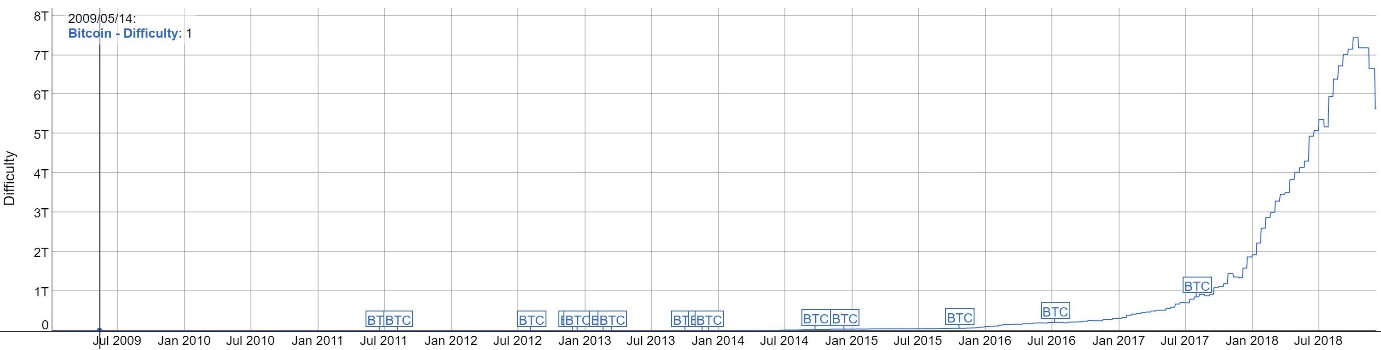 8T
2009/05/14:
Bitcoin - Difficulty: 1
7T
6T
5T
4T
3T
2T
1T
0
Difficulty
BTC
BTC
BTC
BTC
BTC
BTC
BTC
BTC
BTC
BTC
BTC
Jul 2009 Jan 2010 Jul 2010 Jan 2011 Jul 2011 Jan 2012 Jul 2012 Jan 2013 Jul 2013 Jan 2014 Jul 2014 Jan 2015 Jul 2015 Jan 2016 Jul 2016 Jan 2017 Jul 2017 Jan 2018 Jul 2018